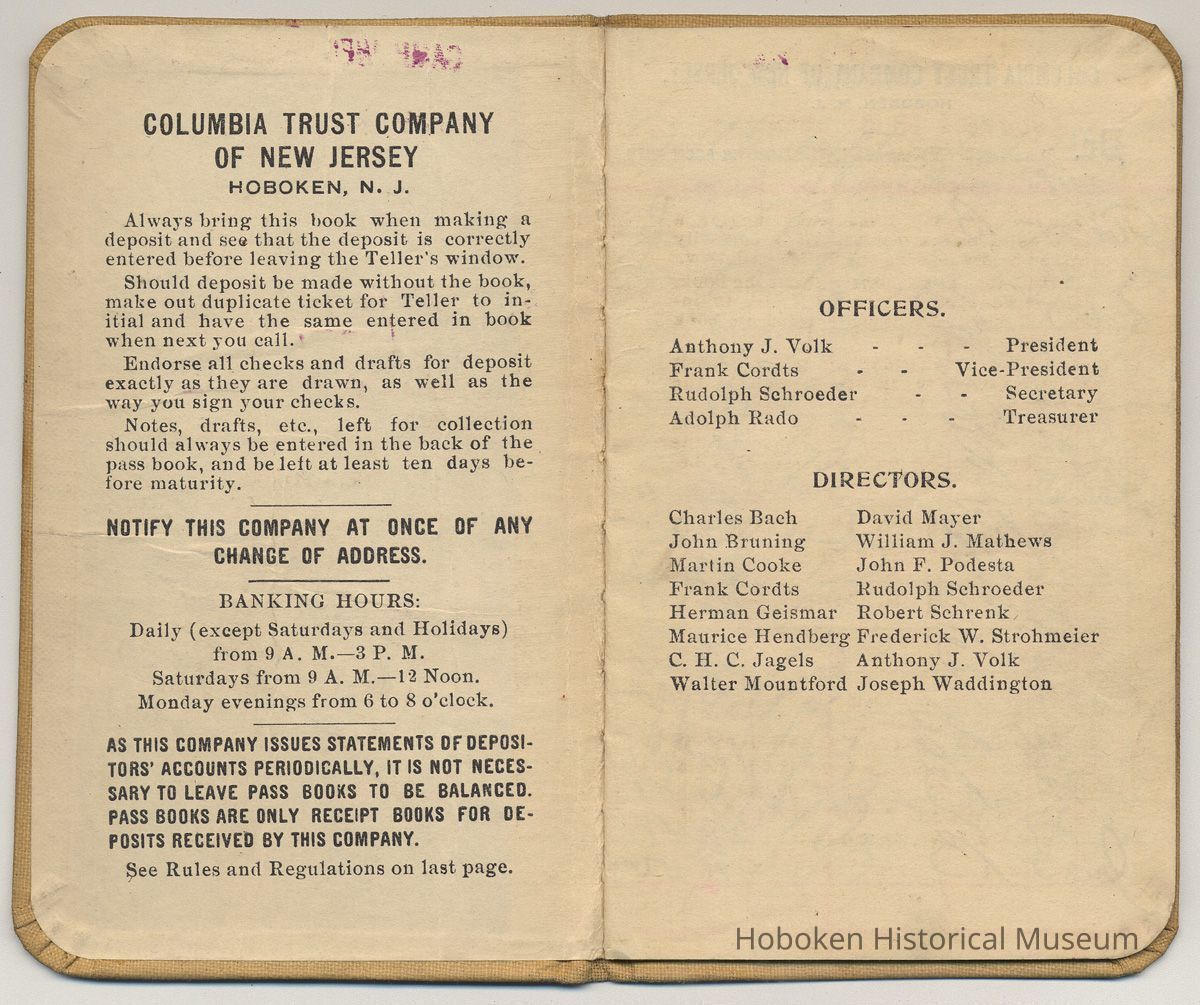 COLUMBIA TRUST COMPANY
OF NEW JERSEY
HOBOKEN, N. J.
Always bring this book when making a
deposit and see that the deposit is correctly
entered before leaving the Teller's window.
Should deposit be made without the book,
make out duplicate ticket for Teller to in-
itial and have the same entered in book
when next you call.
Endorse all checks and drafts for deposit
exactly as they are drawn, as well as the
way you sign your checks.
Notes, drafts, etc., left for collection
should always be entered in the back of the
pass book, and be left at least ten days be-
fore maturity.
NOTIFY THIS COMPANY AT ONCE OF ANY
CHANGE OF ADDRESS.
BANKING HOURS:
Daily (except Saturdays and Holidays)
from 9 A. M.—3 P. M.
Saturdays from 9 A. M.—12 Noon.
Monday evenings from 6 to 8 o'clock.
AS THIS COMPANY ISSUES STATEMENTS OF DEPOSI-
TORS' ACCOUNTS PERIODICALLY, IT IS NOT NECES-
SARY TO LEAVE PASS BOOKS TO BE BALANCED.
PASS BOOKS ARE ONLY RECEIPT BOOKS FOR DE-
POSITS RECEIVED BY THIS COMPANY.
See Rules and Regulations on last page.
OFFICERS.
Anthony J. Volk - - - President
Frank Cordts - - Vice-President
Rudolph Schroeder - - Secretary
Adolph Rado - - - Treasurer
DIRECTORS.
Charles Bach David Mayer
John Bruning William J. Mathews
Martin Cooke John F. Podesta
Frank Cordts Rudolph Schroeder
Herman Geismar Robert Schrenk
Maurice Hendberg Frederick W. Strohmeier
C. H. C. Jagels Anthony J. Volk
Walter Mountford Joseph Waddington
Hoboken Historical Museum